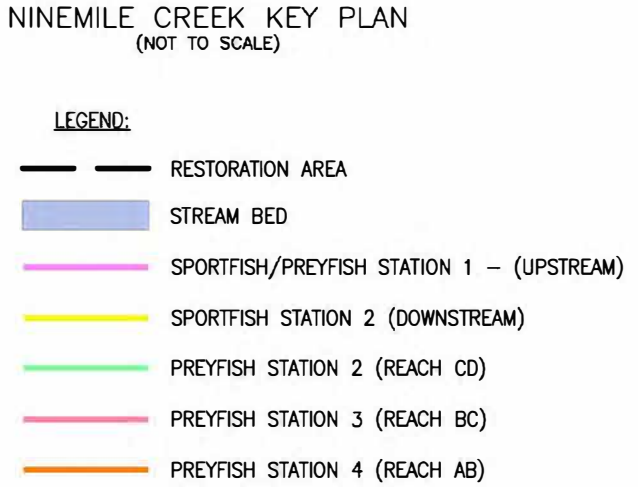 NINEMILE CREEK KEY PLAN
(NOT TO SCALE)
LEGEND:
RESTORATION AREA
STREAM BED
SPORTFISH/PREYFISH STATION 1 – (UPSTREAM)
SPORTFISH STATION 2 (DOWNSTREAM)
PREYFISH STATION 2 (REACH CD)
PREYFISH STATION 3 (REACH BC)
PREYFISH STATION 4 (REACH AB)